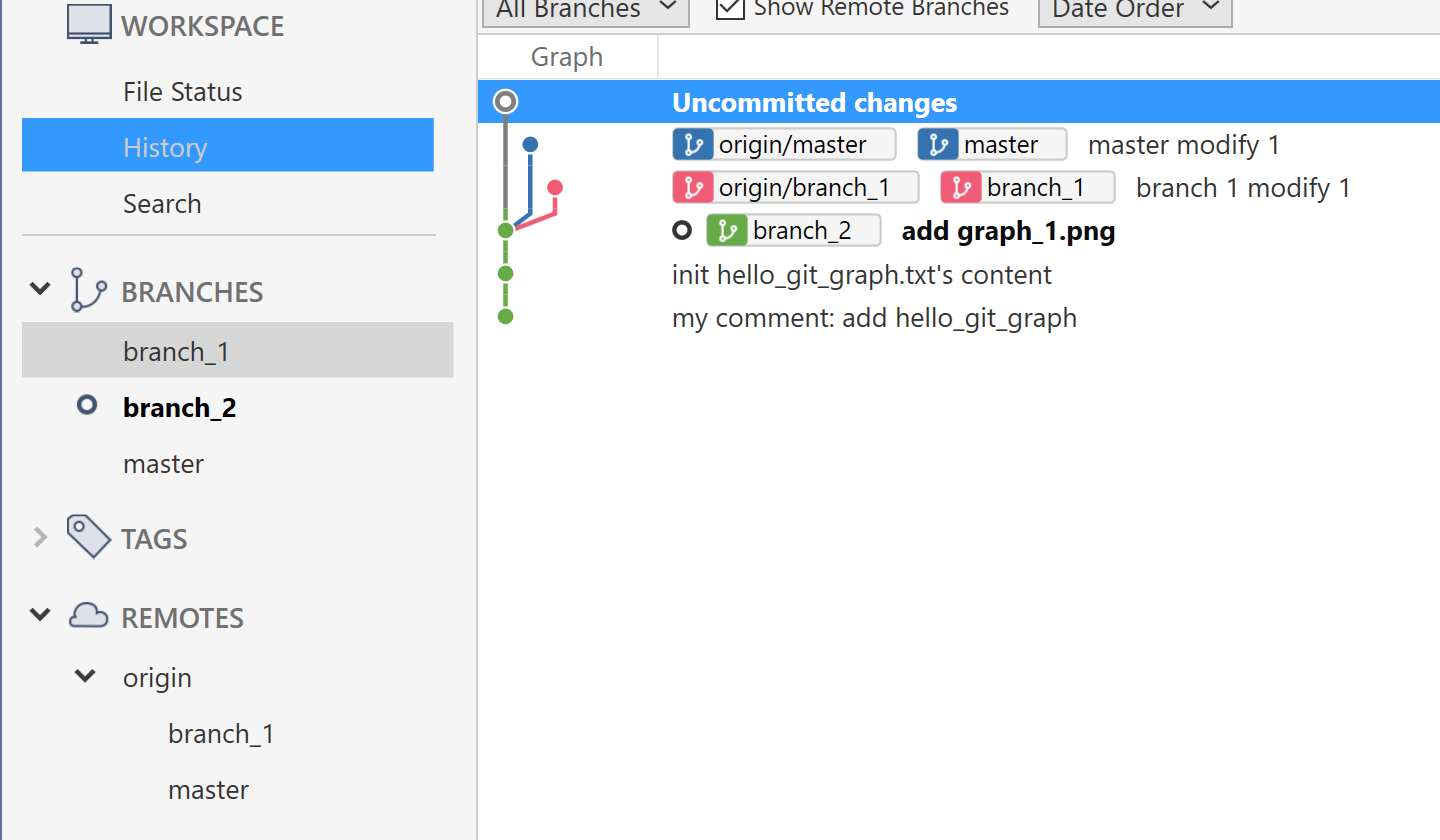 WORKSPACE
File Status
History
Search
BRANCHES
branch_1
branch_2
master
TAGS
REMOTES
origin
branch_1
master
All Branches Show Remote Branches Date Order
Graph
Uncommitted changes
origin/master master master modify 1
origin/branch_1 branch_1 branch 1 modify 1
branch_2 add graph_1.png
init hello_git_graph.txt's content
my comment: add hello_git_graph